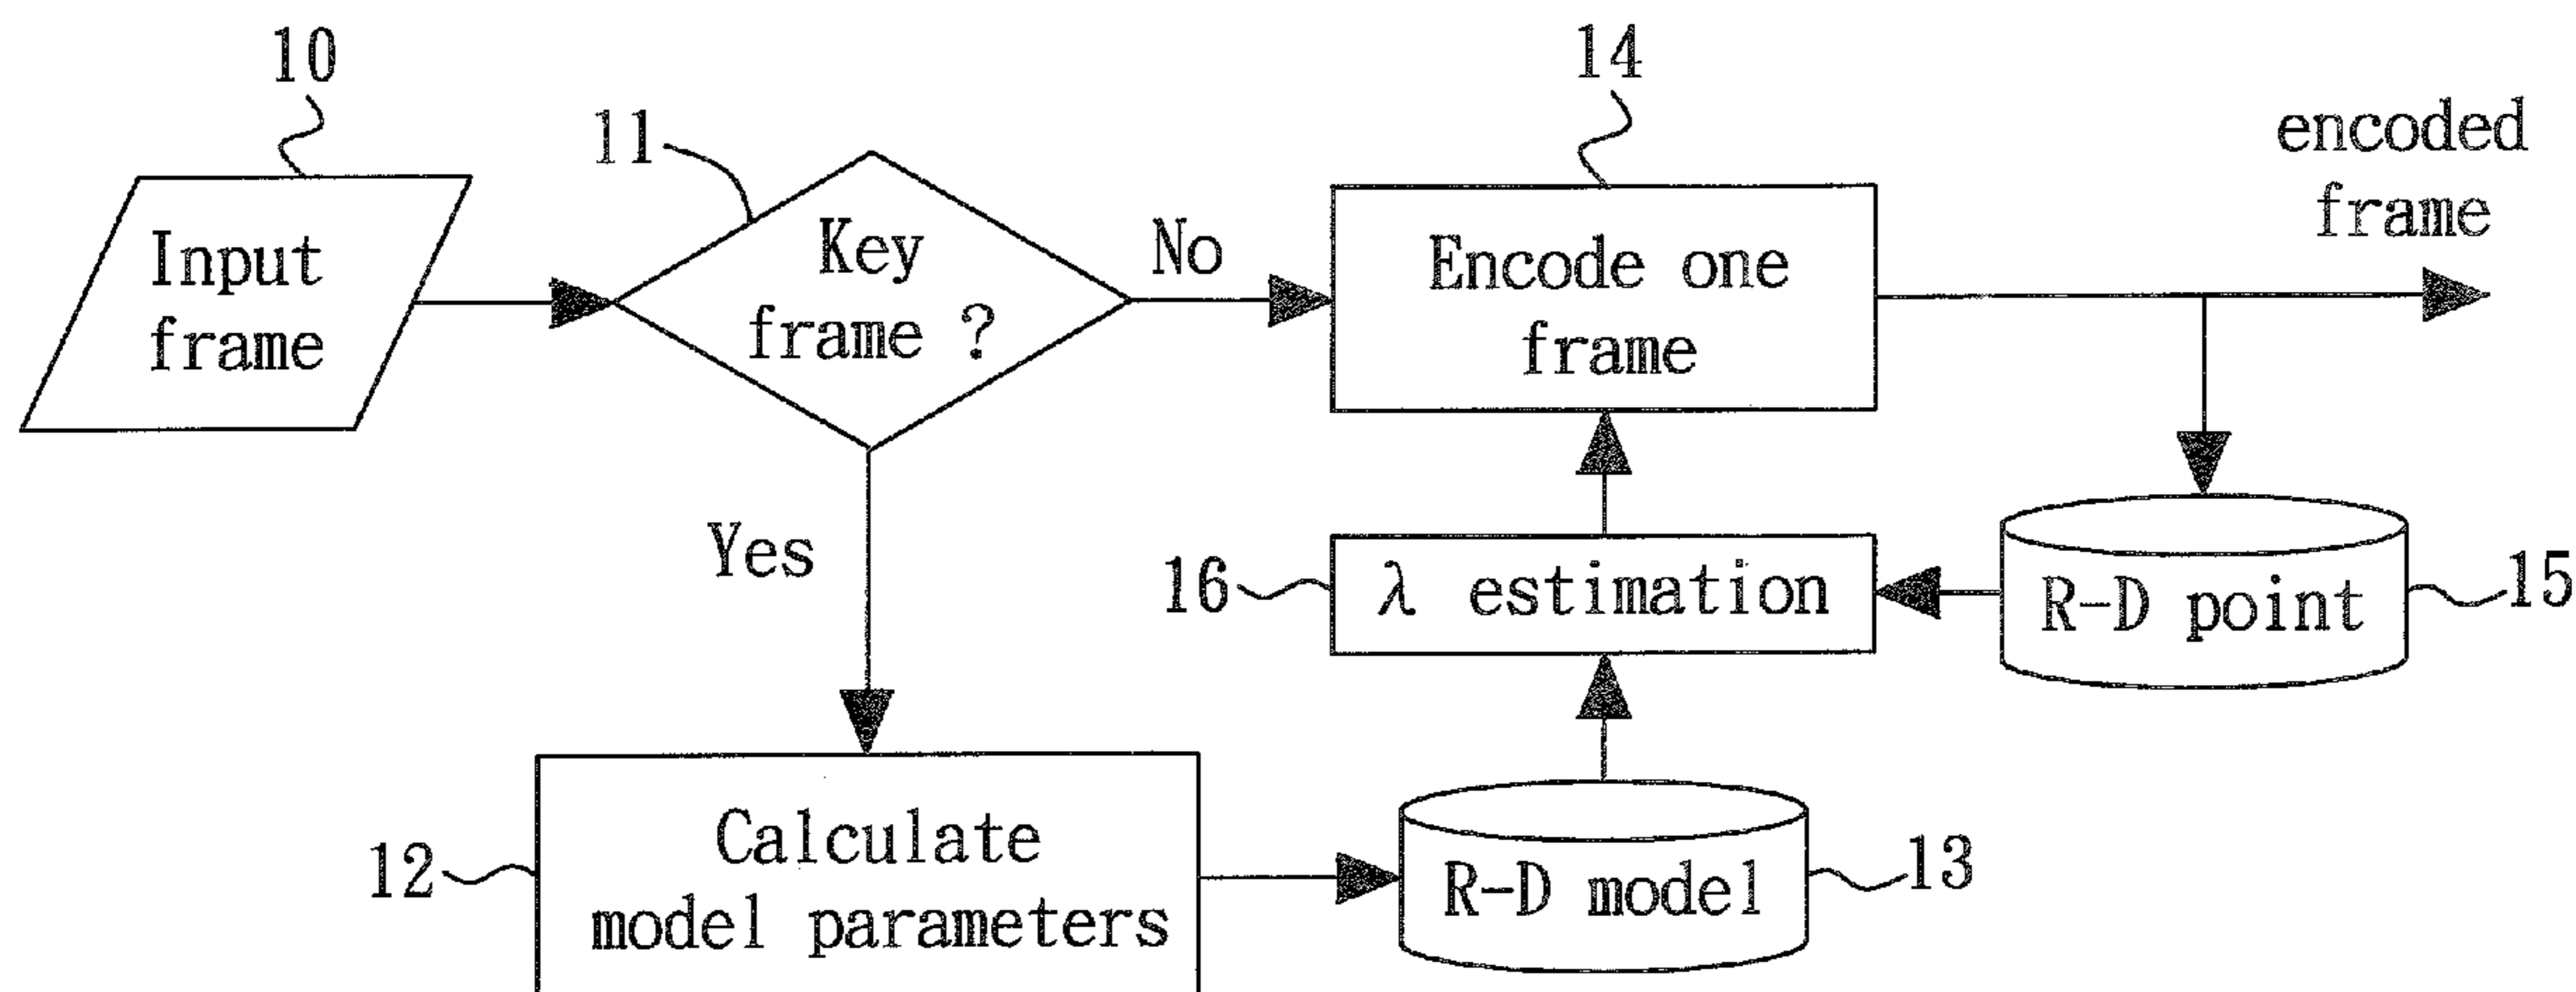 10
Input
frame
11
Key
frame ?
No
Yes
14
Encode one
frame
encoded
frame
16
λ estimation
R-D point
15
12
Calculate
model parameters
R-D model
13